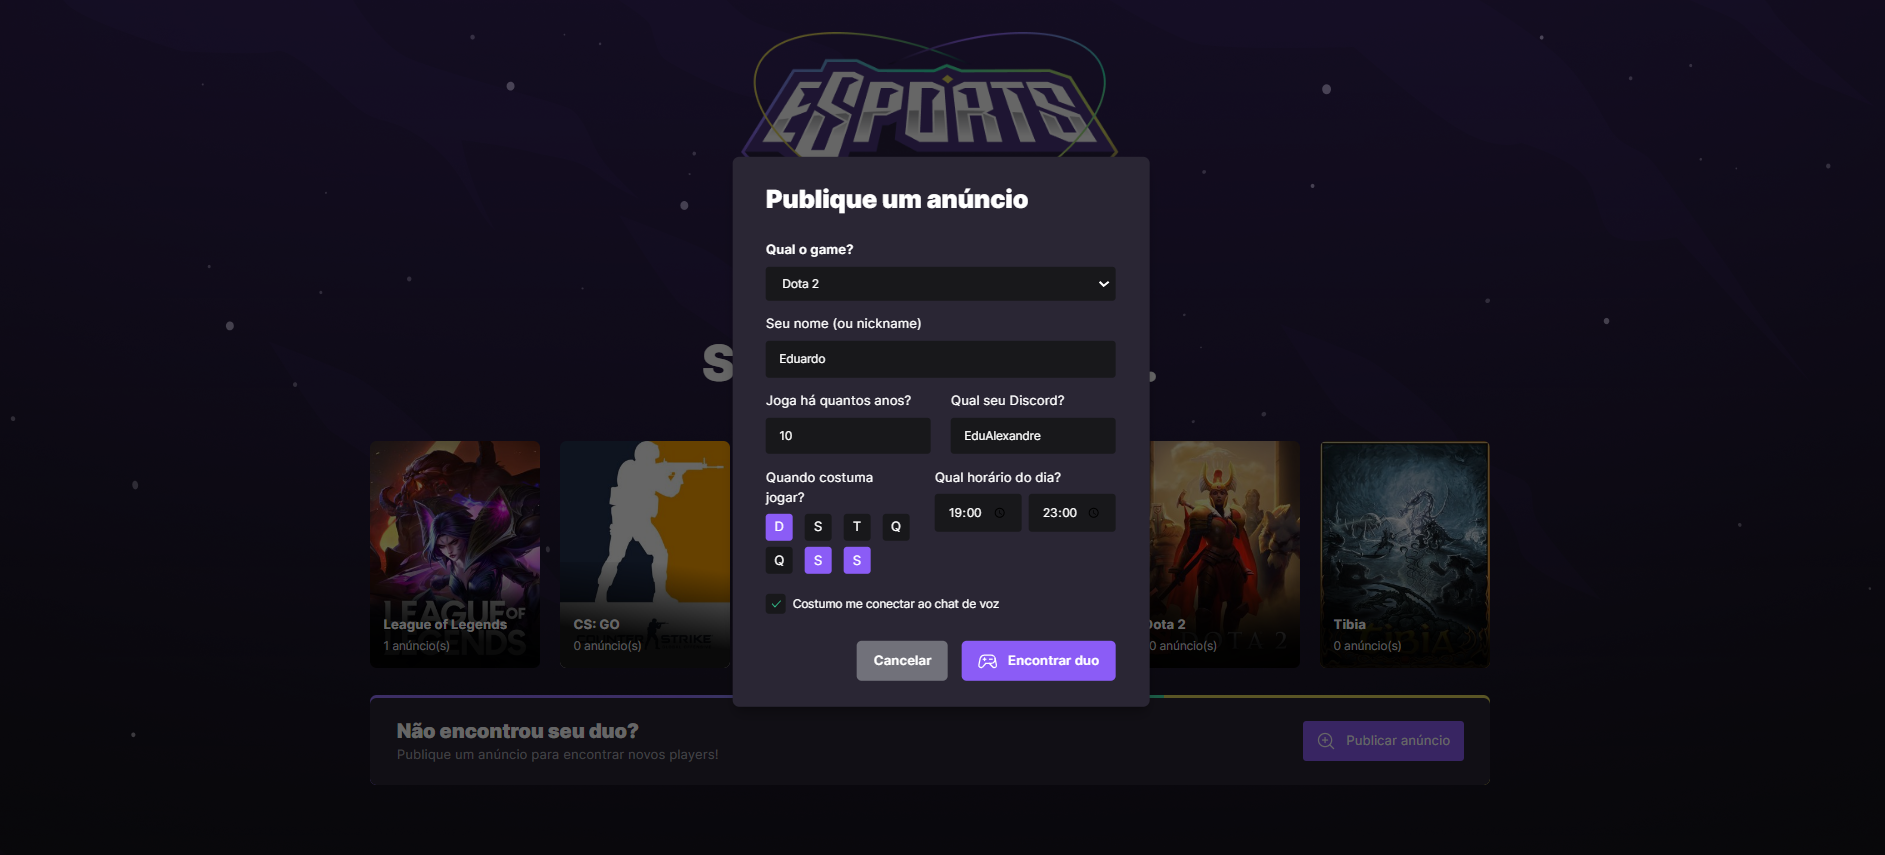 ESPORTS
Publique um anúncio
Qual o game?
Dota 2
Seu nome (ou nickname)
Eduardo
Joga há quantos anos?
Qual seu Discord?
10
EduAlexandre
Quando costuma
jogar?
Qual horário do dia?
19:00
23:00
D S T Q
Q S S
Costumo me conectar ao chat de voz
Cancelar
Encontrar duo
S
.
LEAGUE OF
LEGENDS
League of Legends
1 anúncio(s)
COUNTER STRIKE
CS: GO
0 anúncio(s)
DOTA 2
Dota 2
0 anúncio(s)
TIBIA
Tibia
0 anúncio(s)
Não encontrou seu duo?
Publique um anúncio para encontrar novos players!
Publicar anúncio